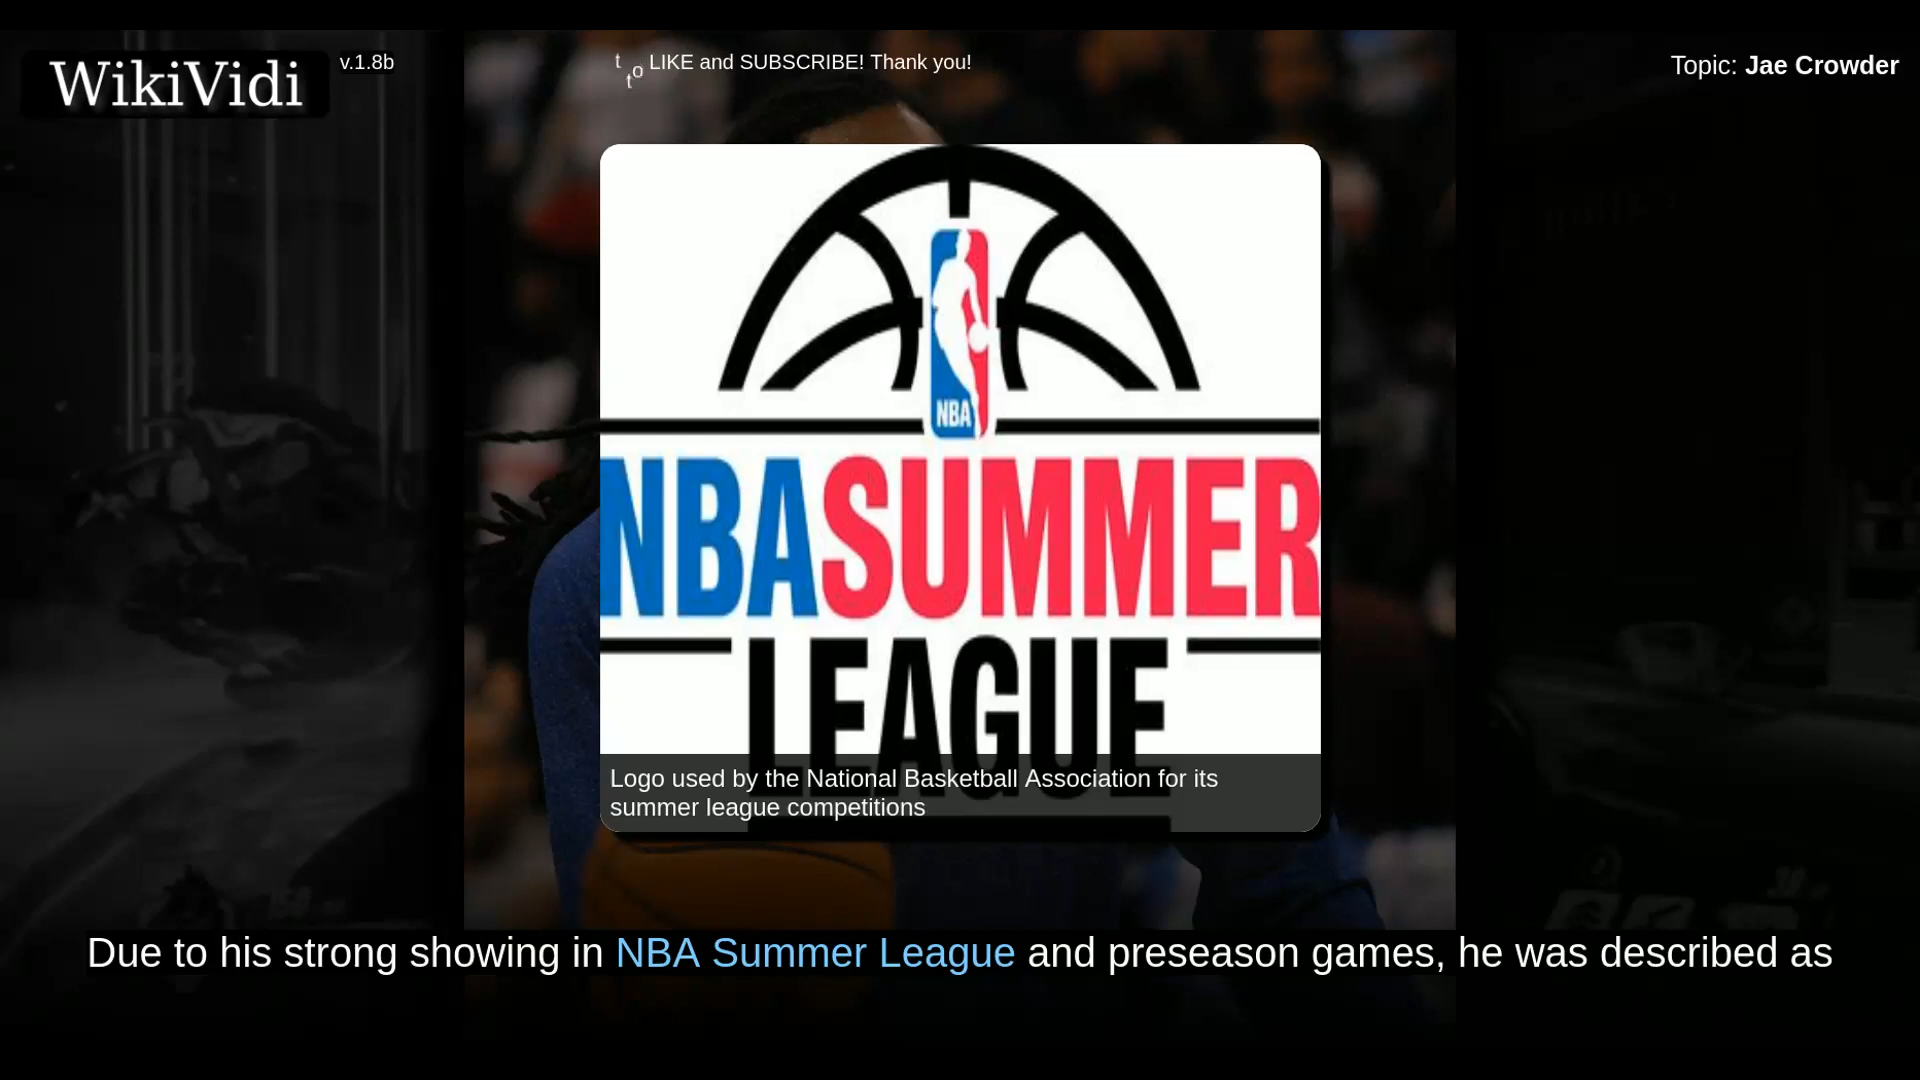 WikiVidi
v.1.8b
LIKE and SUBSCRIBE! Thank you!
Topic: Jae Crowder
NBA
NBA SUMMER
LEAGUE
Logo used by the National Basketball Association for its
summer league competitions
Due to his strong showing in NBA Summer League and preseason games, he was described as